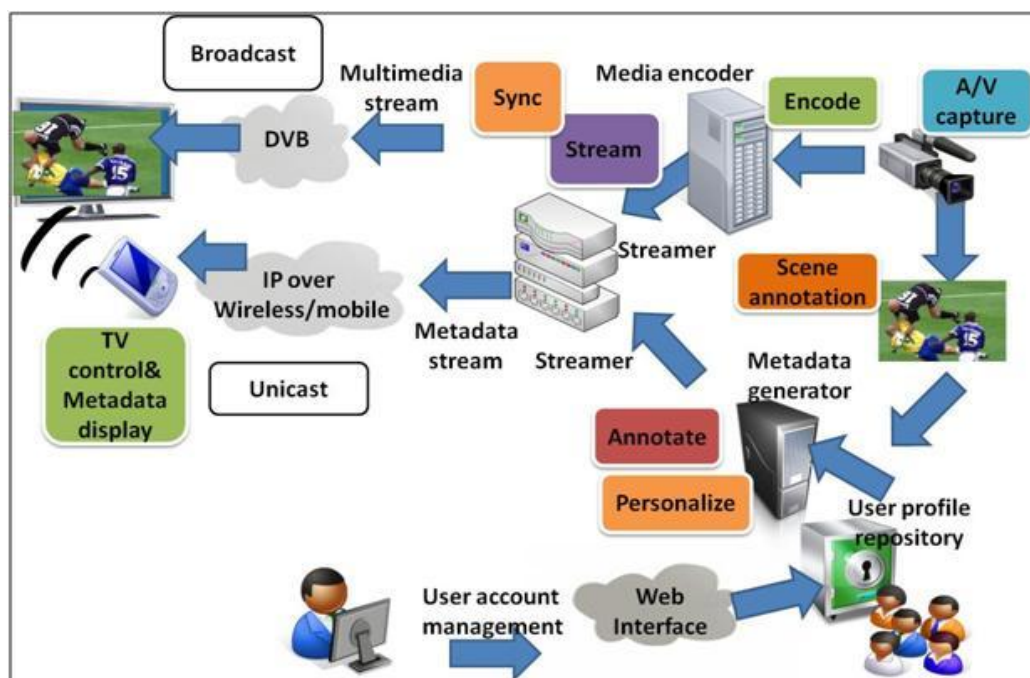 Broadcast
Multimedia
stream
Sync
Media encoder
Encode
A/V
capture
DVB
Stream
Streamer
Scene
annotation
IP over
Wireless/mobile
Metadata
stream
Streamer
Metadata
generator
TV
control&
Metadata
display
Unicast
Annotate
Personalize
User profile
repository
User account
management
Web
Interface